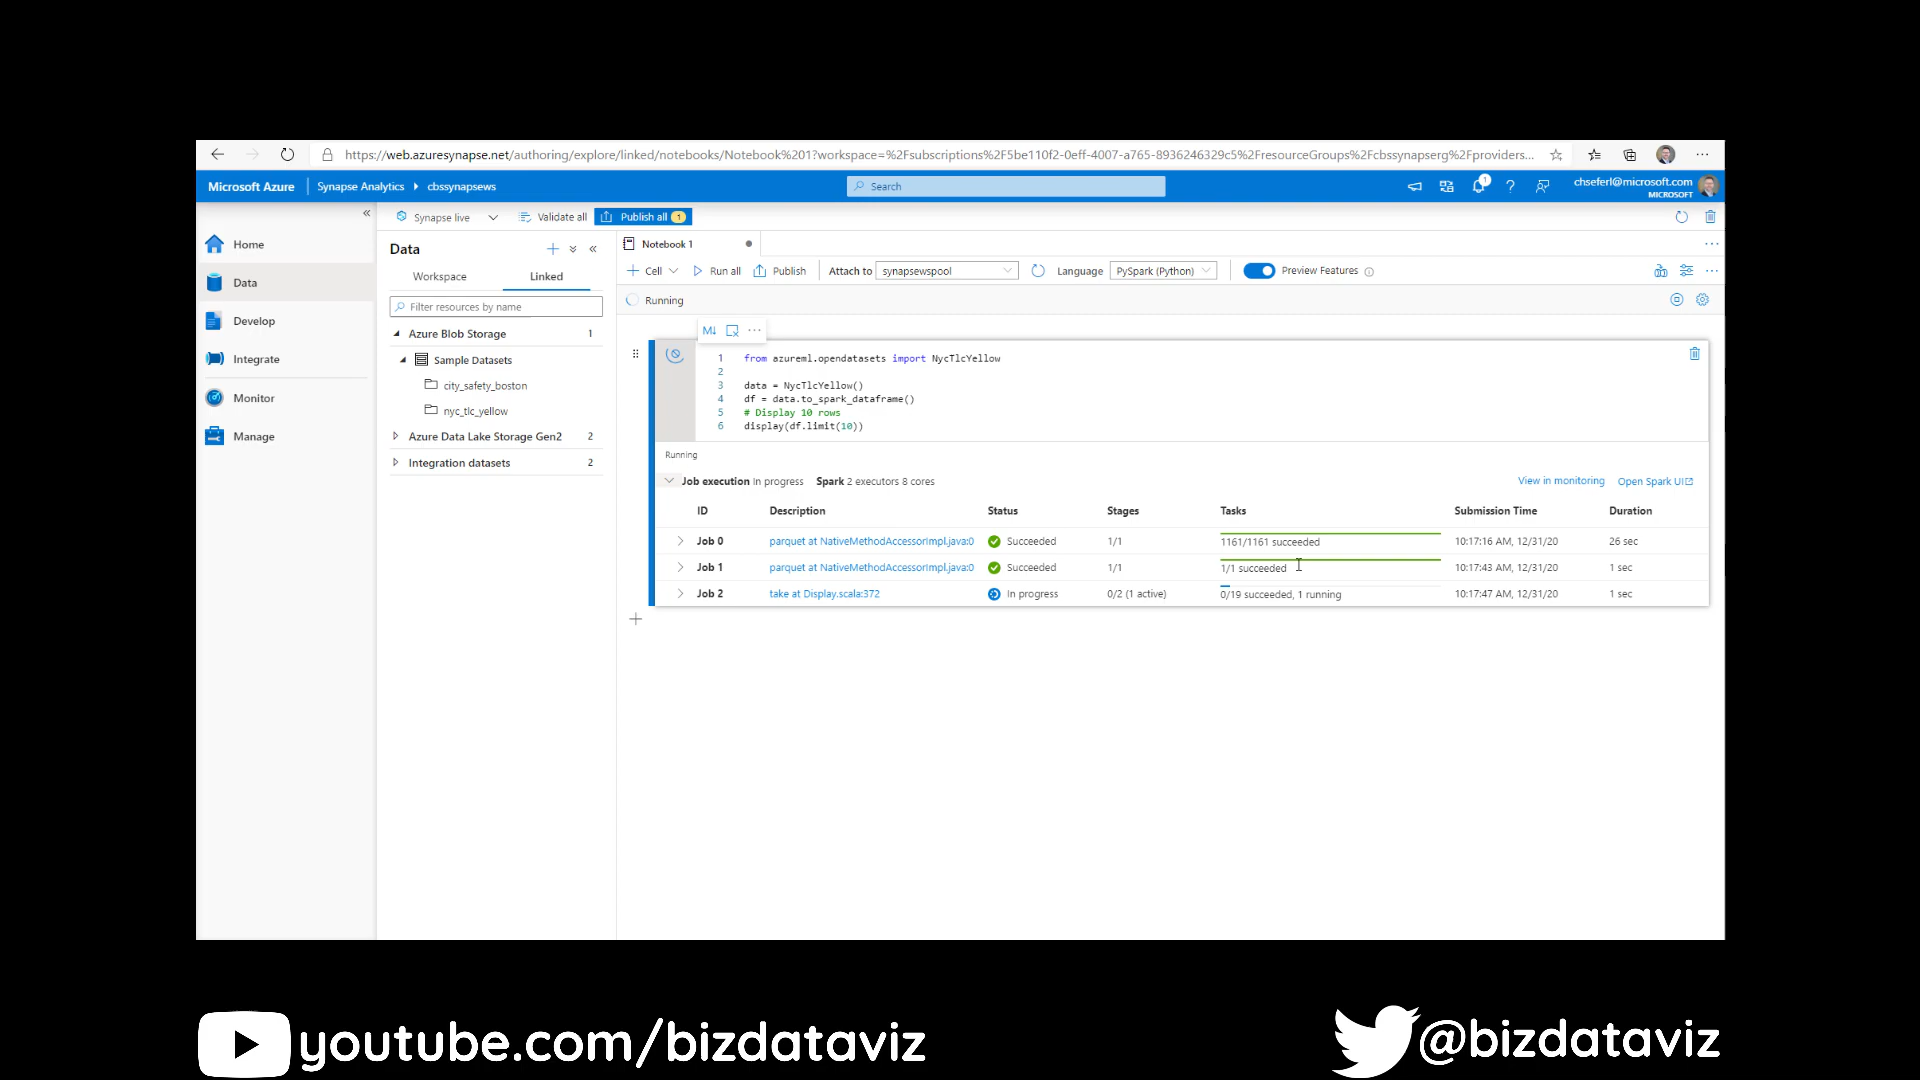 https://web.azuresynapse.net/authoring/explore/linked/notebooks/Notebook%201?workspace=%2Fsubscriptions%2F5be110f2-0eff-4007-a765-8936246329c5%2FresourceGroups%2Fcbssynapserg%2Fproviders...
Microsoft Azure Synapse Analytics cbssynapsews Search 1 chseferl@microsoft.com
MICROSOFT
Synapse live Validate all Publish all 1
Data Notebook 1
Home
Cell Run all Publish Attach to synapsewspool Language PySpark (Python) Preview Features
Workspace Linked
Data
Running
Filter resources by name
Develop
Azure Blob Storage 1
M↓
Integrate
Sample Datasets
1 from azureml.opendatasets import NycTlcYellow
2
city_safety_boston
3 data = NycTlcYellow()
Monitor
4 df = data.to_spark_dataframe()
nyc_tlc_yellow
5 # Display 10 rows
6 display(df.limit(10))
Manage
Azure Data Lake Storage Gen2 2
Running
Integration datasets 2
Job execution In progress Spark 2 executors 8 cores View in monitoring Open Spark UI
ID Description Status Stages Tasks Submission Time Duration
Job 0 parquet at NativeMethodAccessorImpl.java:0 Succeeded 1/1 1161/1161 succeeded 10:17:16 AM, 12/31/20 26 sec
Job 1 parquet at NativeMethodAccessorImpl.java:0 Succeeded 1/1 1/1 succeeded 10:17:43 AM, 12/31/20 1 sec
Job 2 take at Display.scala:372 In progress 0/2 (1 active) 0/19 succeeded, 1 running 10:17:47 AM, 12/31/20 1 sec
youtube.com/bizdataviz
@bizdataviz